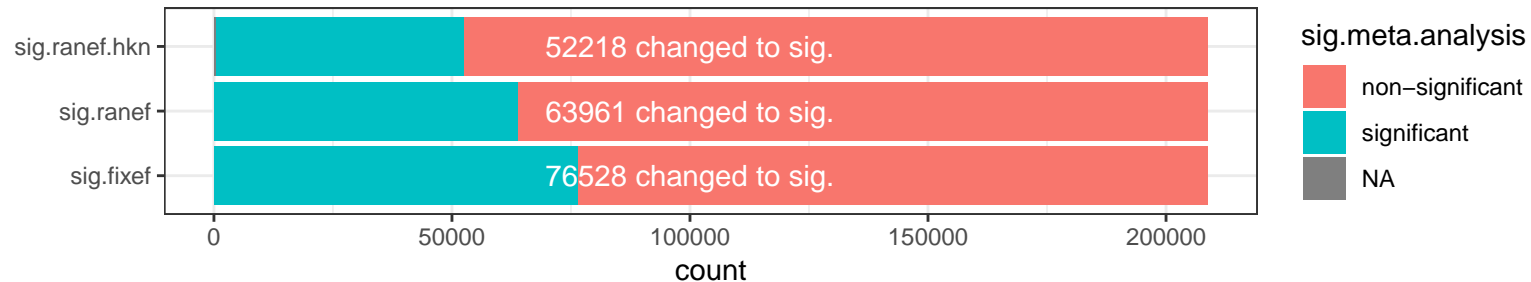 sig.ranef.hkn
52218 changed to sig.
sig.ranef
63961 changed to sig.
sig.fixef
76528 changed to sig.
0
50000
100000
150000
200000
count
sig.meta.analysis
non−significant
significant
NA